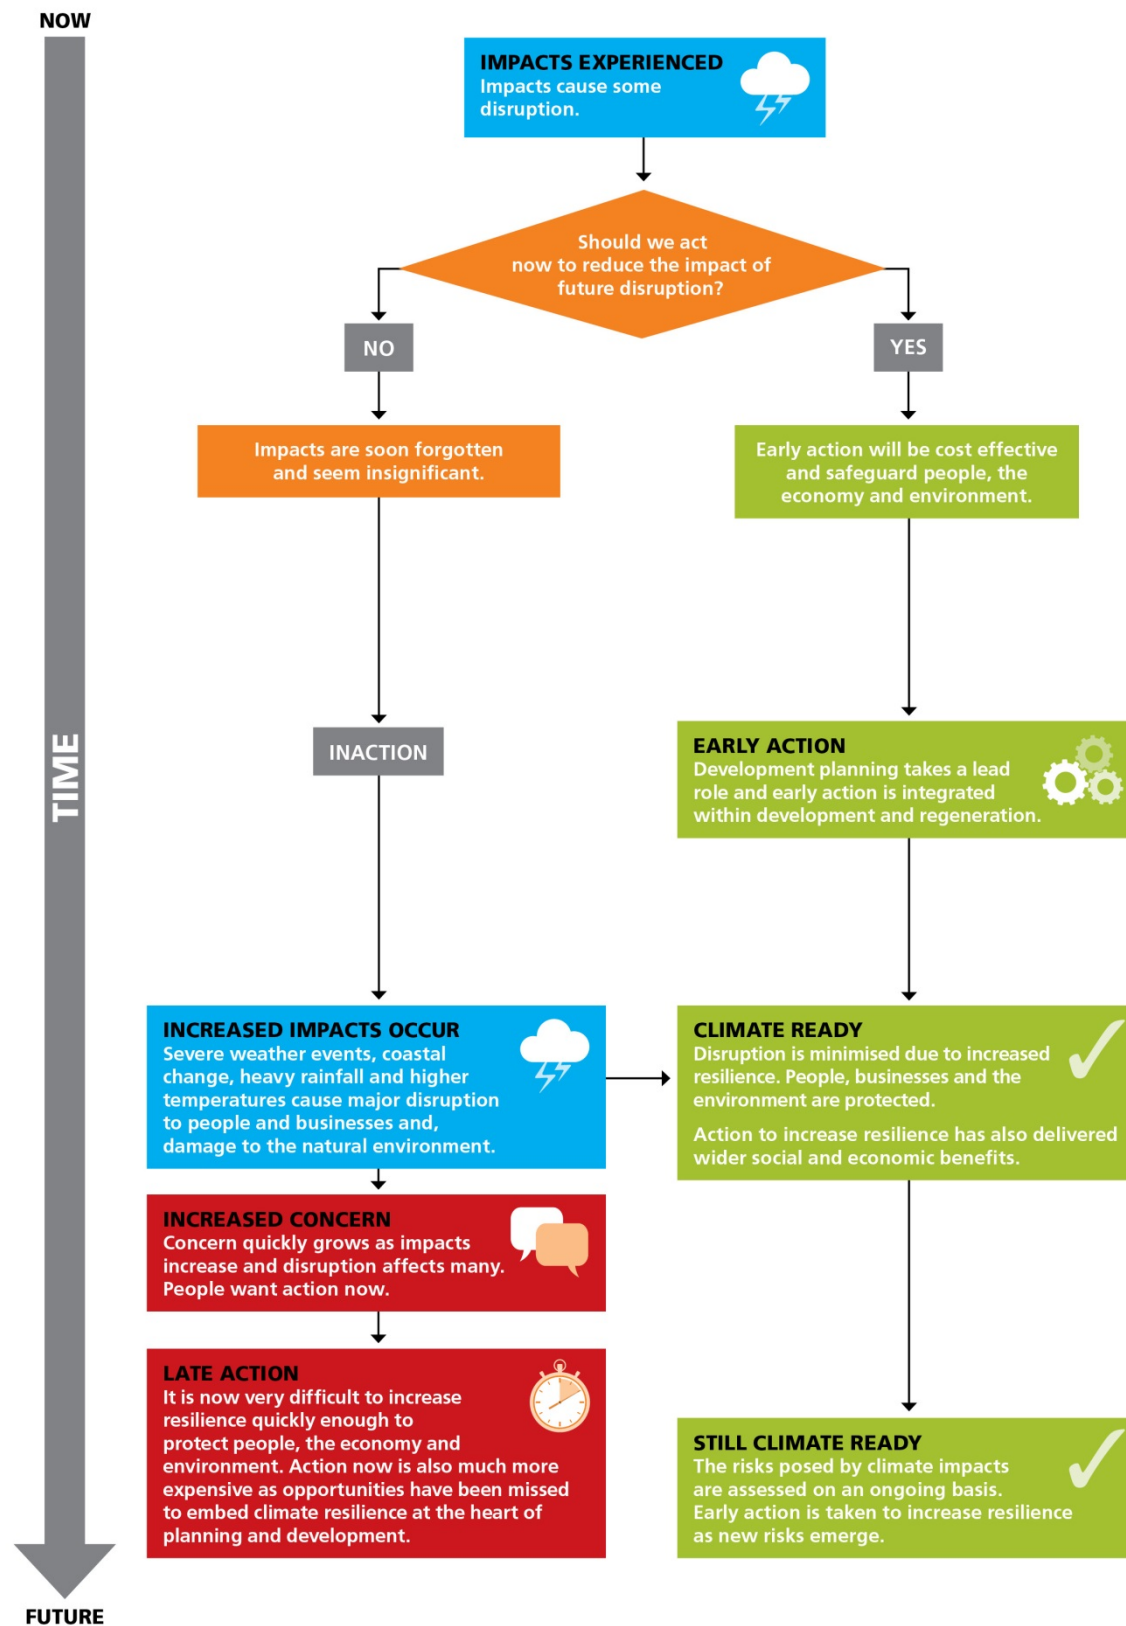 NOW
IMPACTS EXPERIENCED
Impacts cause some
disruption.
Should we act
now to reduce the impact of
future disruption?
NO
YES
Impacts are soon forgotten
and seem insignificant.
Early action will be cost effective
and safeguard people, the
economy and environment.
TIME
INACTION
EARLY ACTION
Development planning takes a lead
role and early action is integrated
within development and regeneration.
INCREASED IMPACTS OCCUR
Severe weather events, coastal
change, heavy rainfall and higher
temperatures cause major disruption
to people and businesses and,
damage to the natural environment.
CLIMATE READY
Disruption is minimised due to increased
resilience. People, businesses and the
environment are protected.
Action to increase resilience has also delivered
wider social and economic benefits.
INCREASED CONCERN
Concern quickly grows as impacts
increase and disruption affects many.
People want action now.
LATE ACTION
It is now very difficult to increase
resilience quickly enough to
protect people, the economy and
environment. Action now is also much more
expensive as opportunities have been missed
to embed climate resilience at the heart of
planning and development.
STILL CLIMATE READY
The risks posed by climate impacts
are assessed on an ongoing basis.
Early action is taken to increase resilience
as new risks emerge.
FUTURE